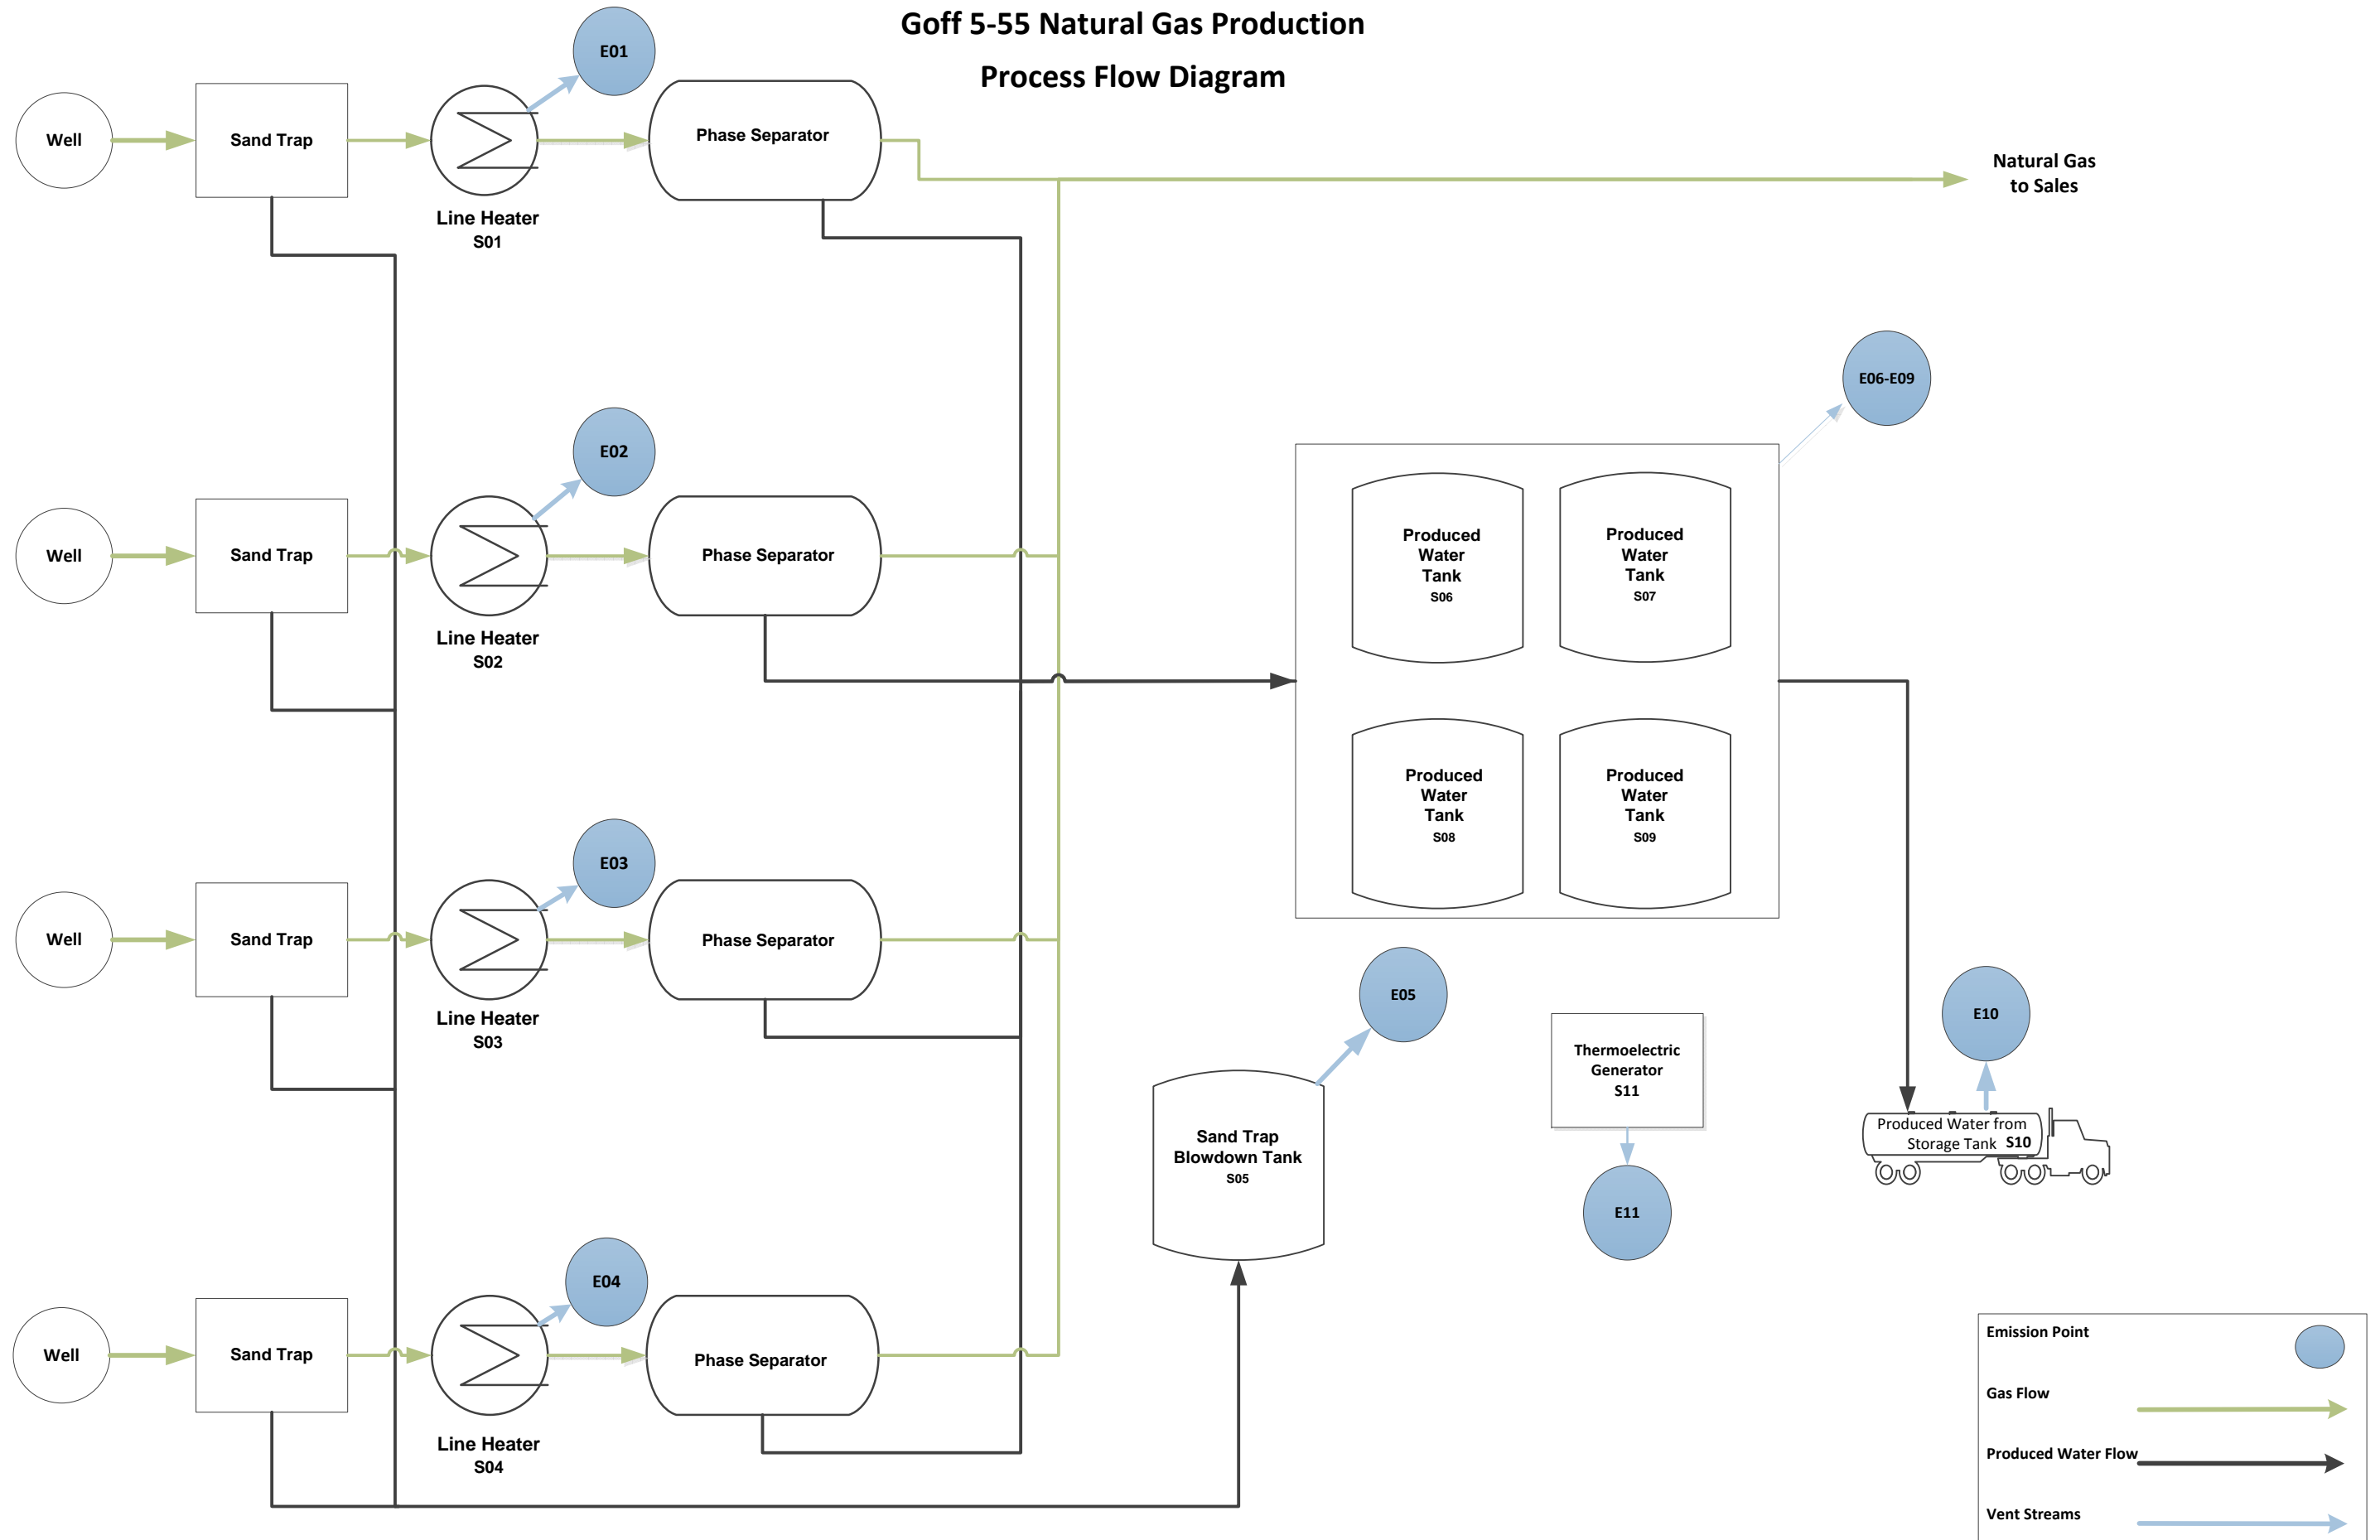 Goff 5-55 Natural Gas Production
Process Flow Diagram
E01
Well
Sand Trap
Phase Separator
Line Heater
S01
Natural Gas
to Sales
E02
Well
Sand Trap
Phase Separator
Line Heater
S02
E06-E09
Produced
Water
Tank
S06
Produced
Water
Tank
S07
Produced
Water
Tank
S08
Produced
Water
Tank
S09
E03
Well
Sand Trap
Phase Separator
Line Heater
S03
E05
Sand Trap
Blowdown Tank
S05
Thermoelectric
Generator
S11
E11
E10
Produced Water from
Storage Tank S10
E04
Well
Sand Trap
Phase Separator
Line Heater
S04
Emission Point
Gas Flow
Produced Water Flow
Vent Streams